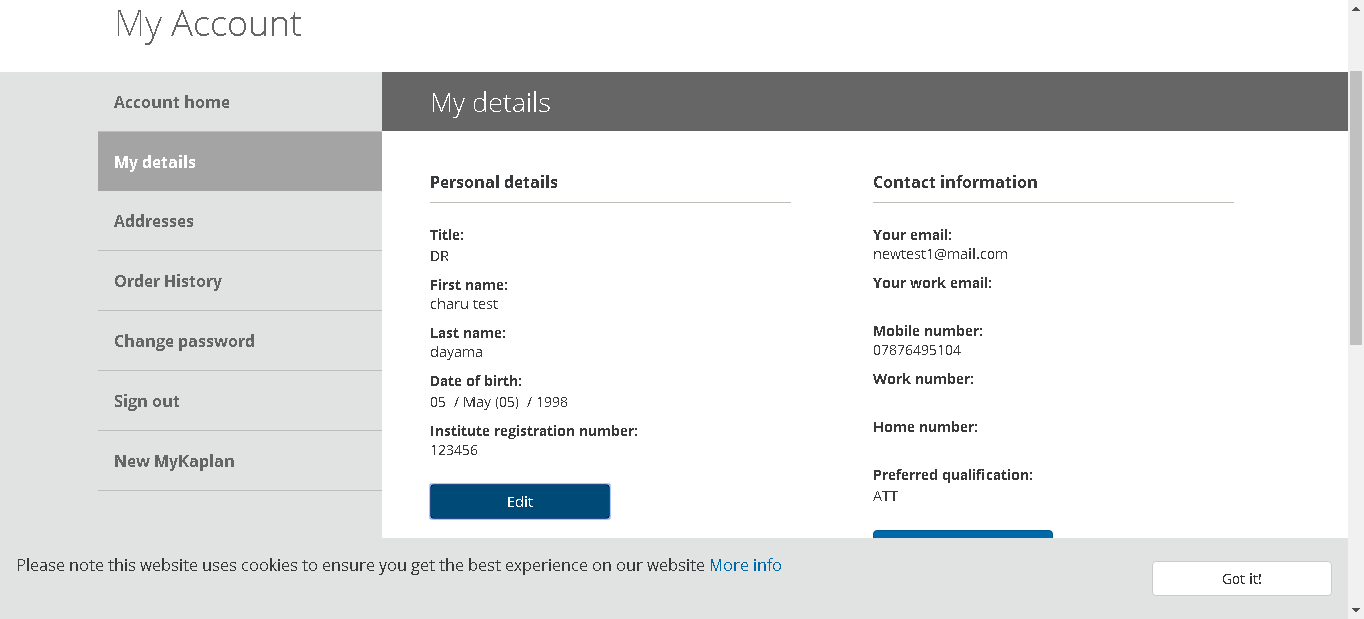 My Account
Account home
My details
Addresses
Order History
Change password
Sign out
New MyKaplan
My details
Personal details
Title:
DR
First name:
charu test
Last name:
dayama
Date of birth:
05 / May (05) / 1998
Institute registration number:
123456
Edit
Contact information
Your email:
newtest1@mail.com
Your work email:
Mobile number:
07876495104
Work number:
Home number:
Preferred qualification:
ATT
Please note this website uses cookies to ensure you get the best experience on our website More info
Got it!